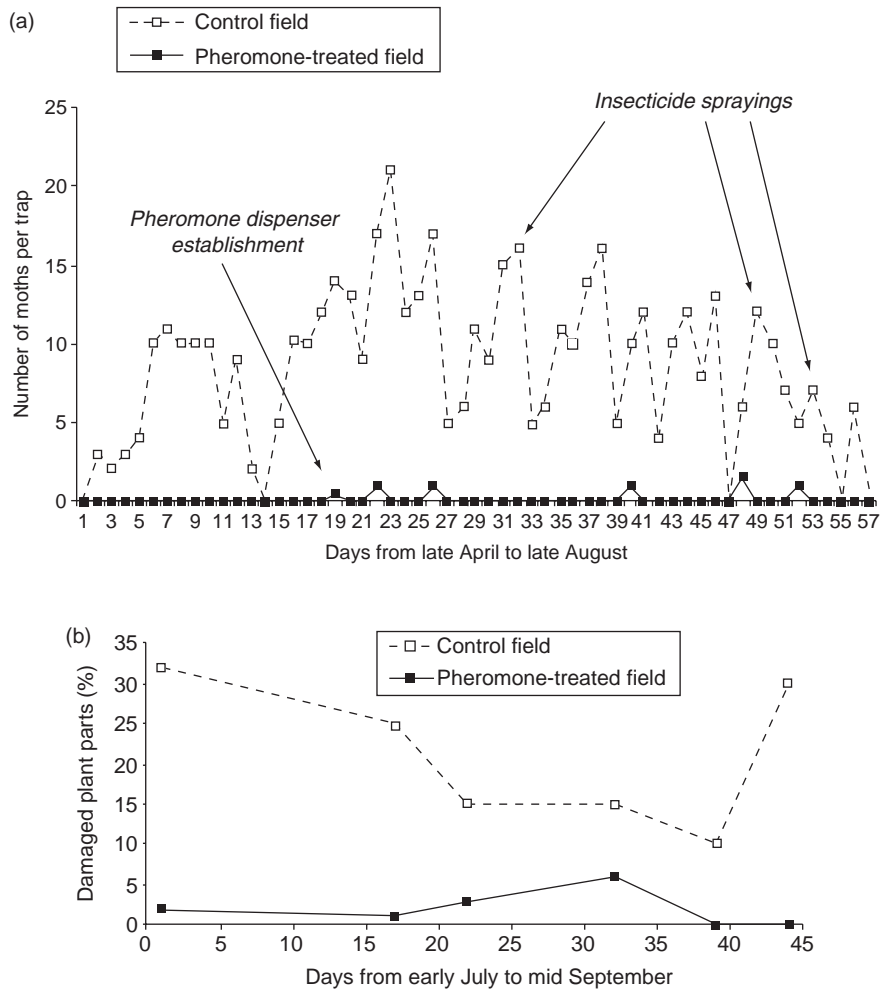 (a)
Control field
Pheromone-treated field
Insecticide sprayings
Pheromone dispenser
establishment
Number of moths per trap
25
20
15
10
5
0
1 3 5 7 9 11 13 15 17 19 21 23 25 27 29 31 33 35 37 39 41 43 45 47 49 51 53 55 57
Days from late April to late August
(b)
Control field
Pheromone-treated field
Damaged plant parts (%)
35
30
25
20
15
10
5
0
0 5 10 15 20 25 30 35 40 45
Days from early July to mid September